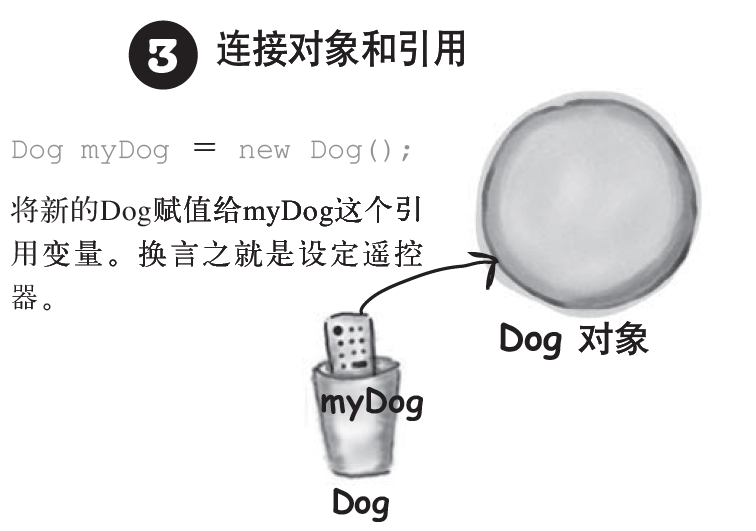 3 连接对象和引用
Dog myDog = new Dog();
将新的Dog赋值给myDog这个引
用变量。换言之就是设定遥控
器。
Dog 对象
myDog
Dog